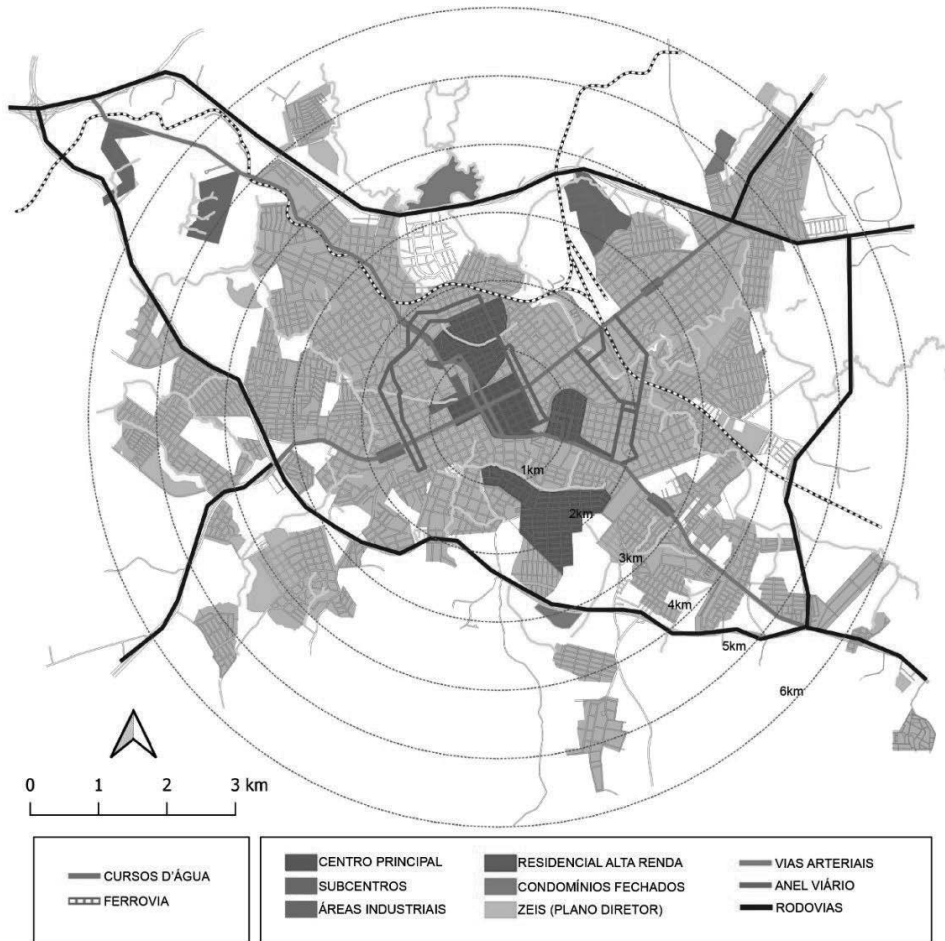 1km
2km
3km
4km
5km
6km
0 1 2 3 km
CURSOS D'ÁGUA
FERROVIA
CENTRO PRINCIPAL
SUBCENTROS
ÁREAS INDUSTRIAIS
RESIDENCIAL ALTA RENDA
CONDOMÍNIOS FECHADOS
ZEIS (PLANO DIRETOR)
VIAS ARTERIAIS
ANEL VIÁRIO
RODOVIAS